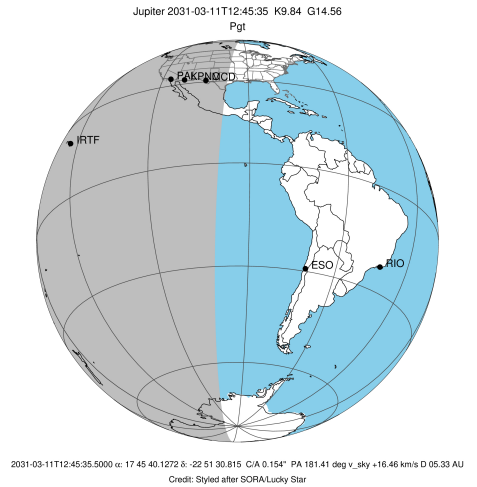 Jupiter 2031-03-11T12:45:35 K9.84 G14.56
Pgt
MCD
IRTF
ESO
RIO
2031-03-11T12:45:35.5000 α: 17 45 40.1272 δ: -22 51 30.815 C/A 0.154" PA 181.41 deg v_sky +16.46 km/s D 05.33 AU
Credit: Styled after SORA/Lucky Star